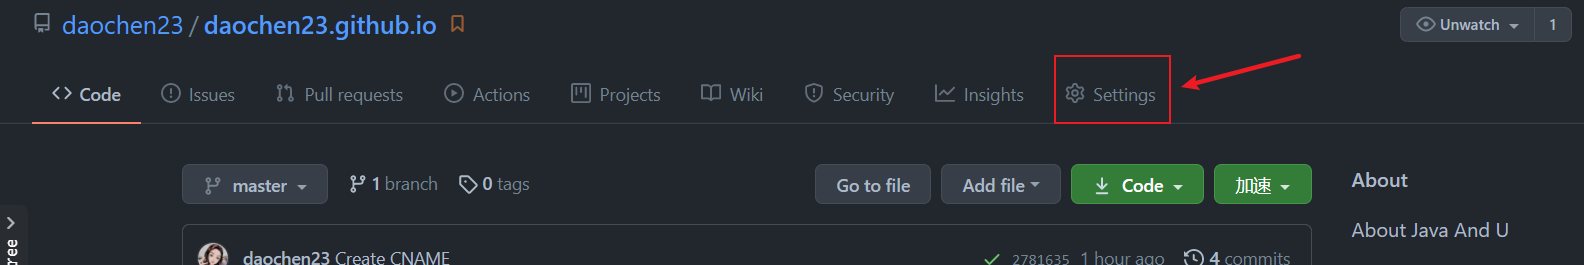 daochen23 / daochen23.github.io
Unwatch 1
Code Issues Pull requests Actions Projects Wiki Security Insights Settings
master 1 branch 0 tags Go to file Add file Code 加速
About
About Java And U
ree
daochen23 Create CNAME 2781635 1 hour ago 4 commits